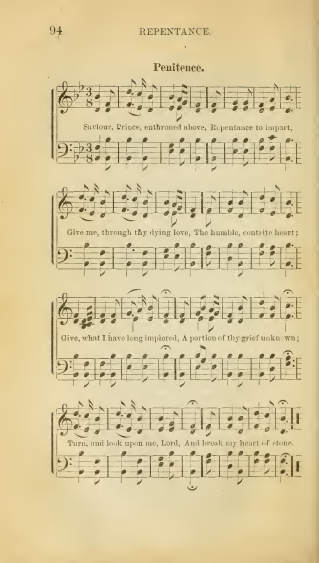 94
REPENTANCE.
Penitence.
Saviour, Prince, enthroned above, Repentance to impart,
Give me, through thy dying love, The humble, contrite heart;
Give, what I have long implored, A portion of thy grief unknown;
Turn, and look upon me, Lord, And break my heart of stone.